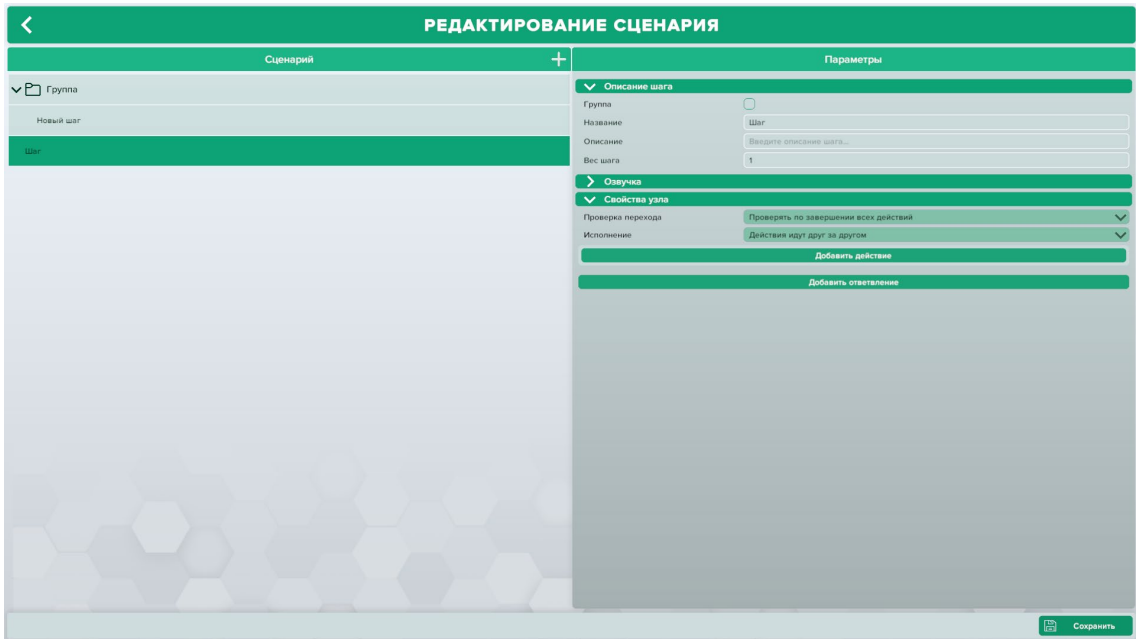 РЕДАКТИРОВАНИЕ СЦЕНАРИЯ
Сценарий
Параметры
Группа
Новый шаг
Шаг
Описание шага
Группа
Название Шаг
Описание Введите описание шага...
Вес шага 1
Озвучка
Свойства узла
Проверка перехода Проверять по завершении всех действий
Исполнение Действия идут друг за другом
Добавить действие
Добавить ответвление
Сохранить